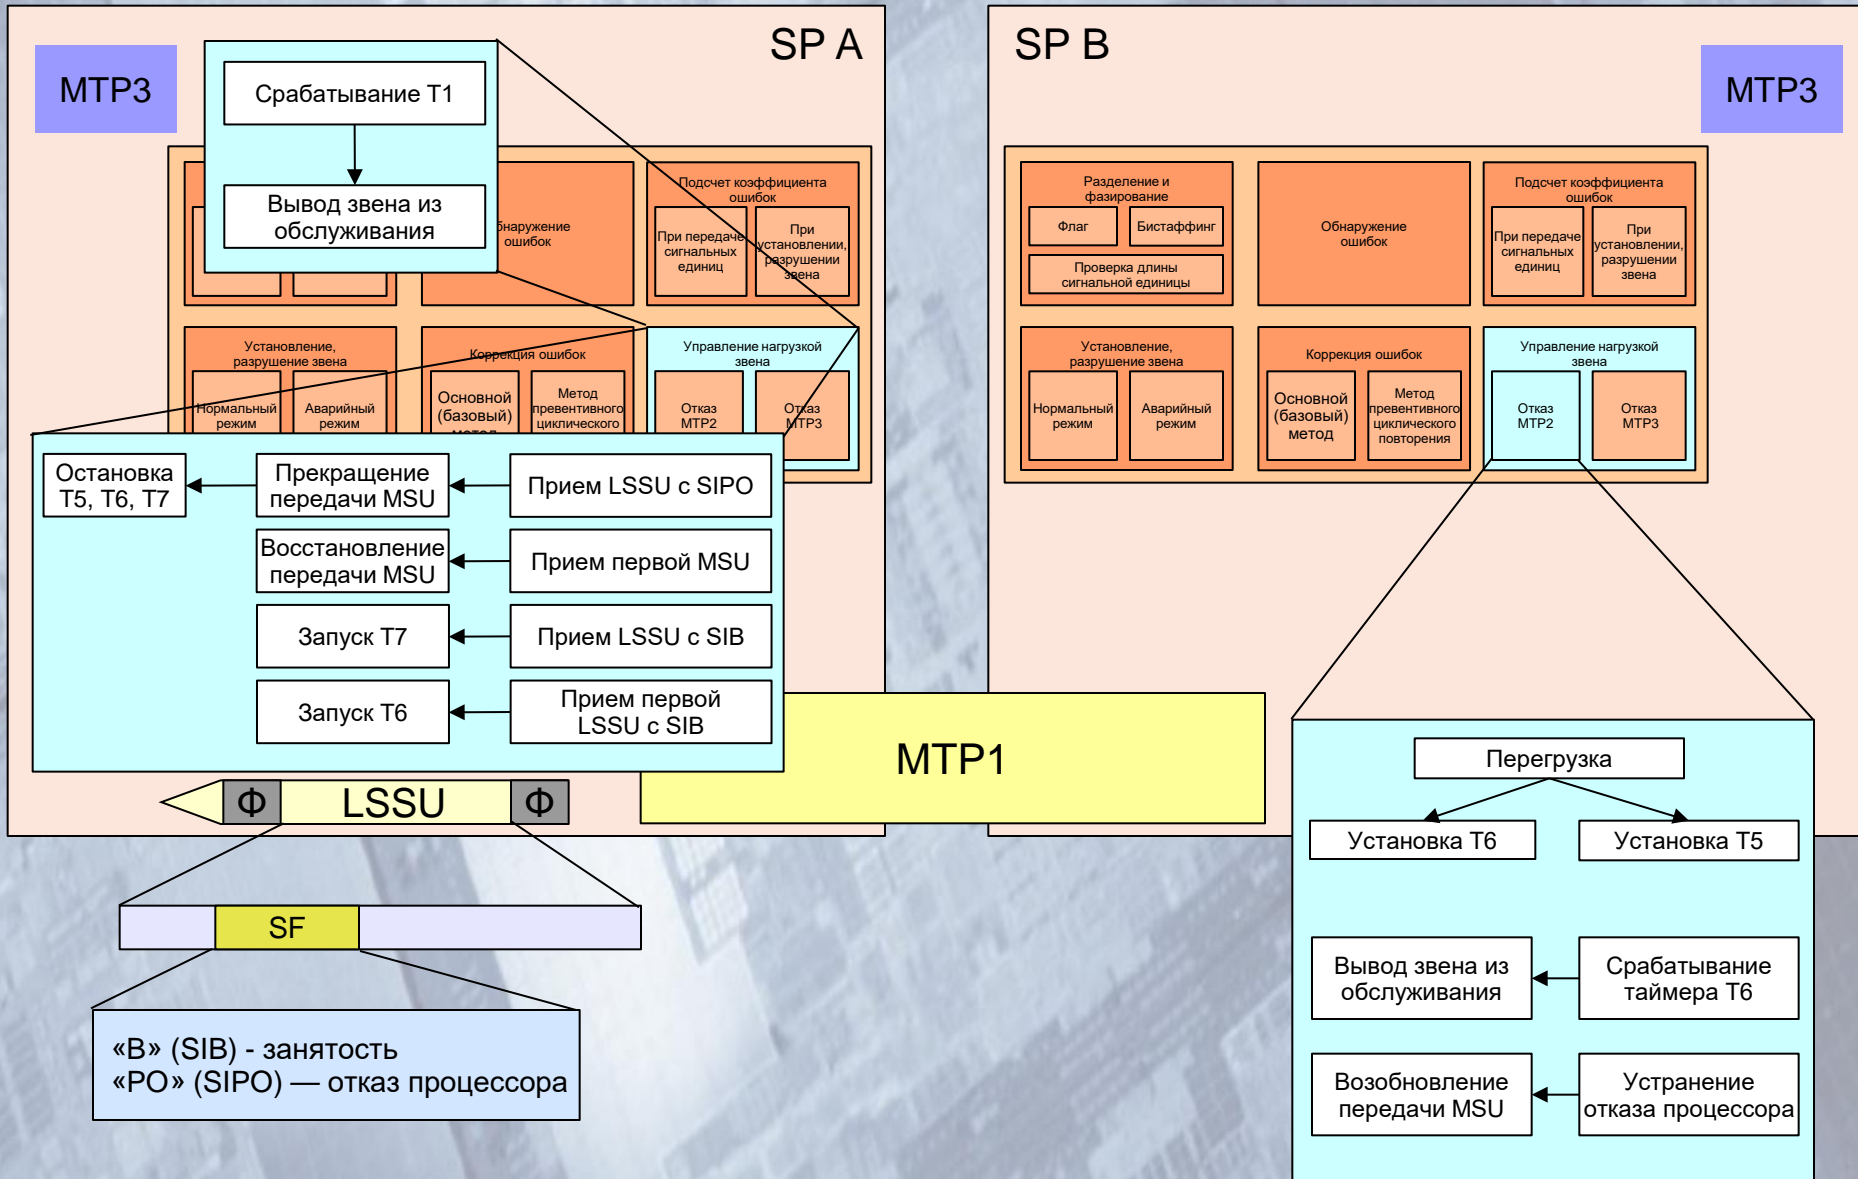 SP A
MTP3
Срабатывание T1
Вывод звена из
обслуживания
ошибок
Подсчет коэффициента
ошибок
При передаче
сигнальных
единиц
При
установлении,
разрушении
звена
Установление,
разрушение звена
Нормальный
режим
Аварийный
режим
Коррекция ошибок
Основной
(базовый)
Метод
превентивного
циклического
Управление нагрузкой
звена
Отказ
MTP2
Отказ
MTP3
Остановка
T5, T6, T7
Прекращение
передачи MSU
Прием LSSU с SIPO
Восстановление
передачи MSU
Прием первой MSU
Запуск T7
Прием LSSU с SIB
Запуск T6
Прием первой
LSSU с SIB
Ф
LSSU
Ф
SF
«B» (SIB) - занятость
«PO» (SIPO) — отказ процессора
MTP1
SP B
MTP3
Разделение и
фазирование
Флаг
Бистаффинг
Проверка длины
сигнальной единицы
Обнаружение
ошибок
Подсчет коэффициента
ошибок
При передаче
сигнальных
единиц
При
установлении,
разрушении
звена
Установление,
разрушение звена
Нормальный
режим
Аварийный
режим
Коррекция ошибок
Основной
(базовый)
метод
Метод
превентивного
циклического
повторения
Управление нагрузкой
звена
Отказ
MTP2
Отказ
MTP3
Перегрузка
Установка T6
Установка T5
Вывод звена из
обслуживания
Срабатывание
таймера T6
Возобновление
передачи MSU
Устранение
отказа процессора